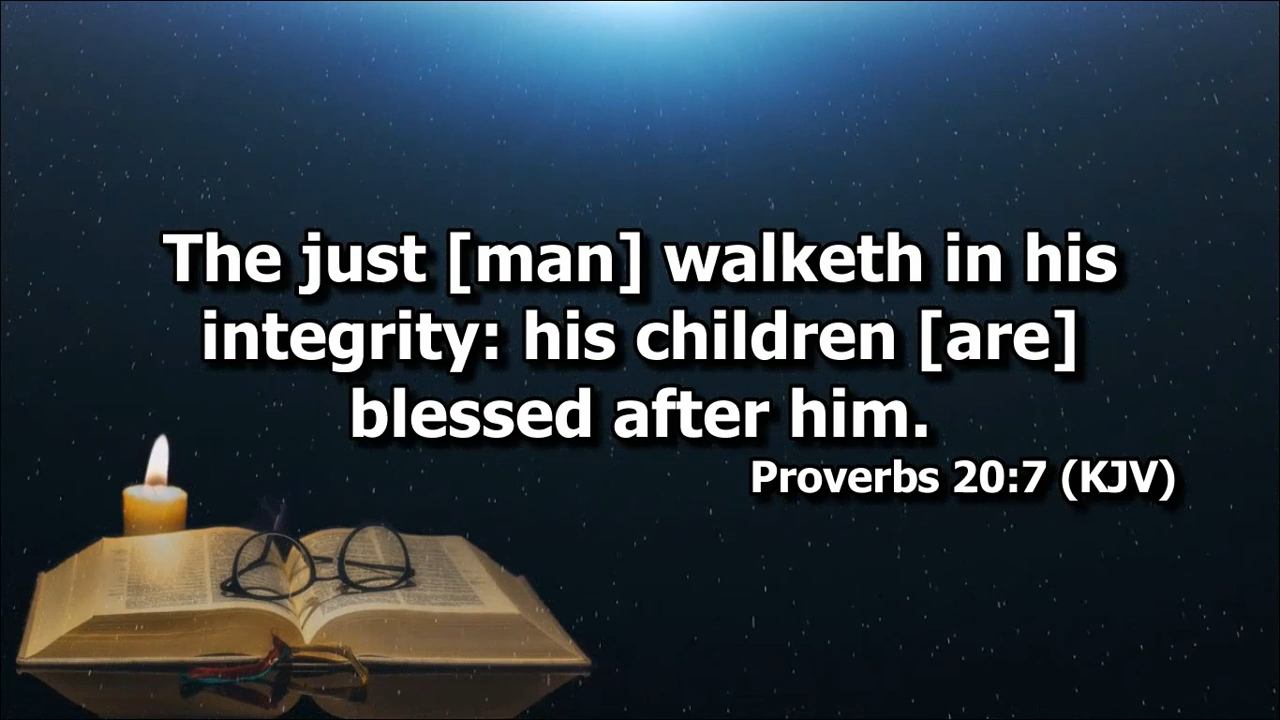 The just [man] walketh in his
integrity: his children [are]
blessed after him.
Proverbs 20:7 (KJV)